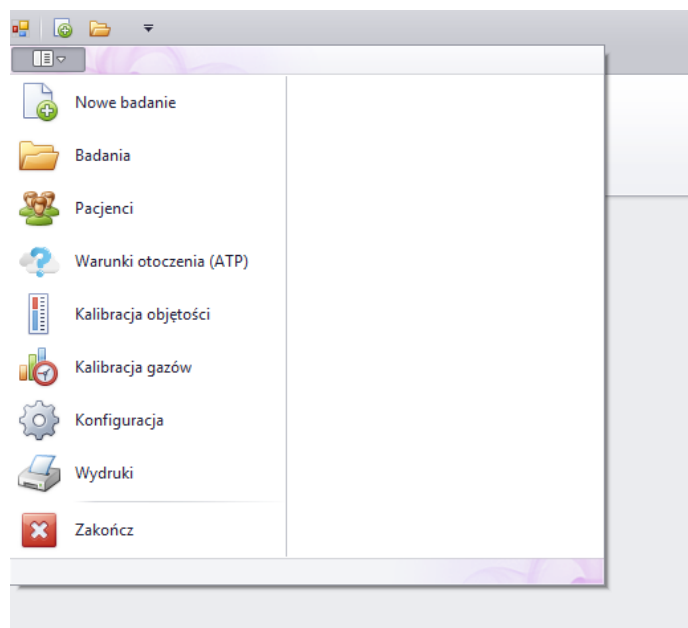 Nowe badanie
Badania
Pacjenci
Warunki otoczenia (ATP)
Kalibracja objętości
Kalibracja gazów
Konfiguracja
Wydruki
Zakończ